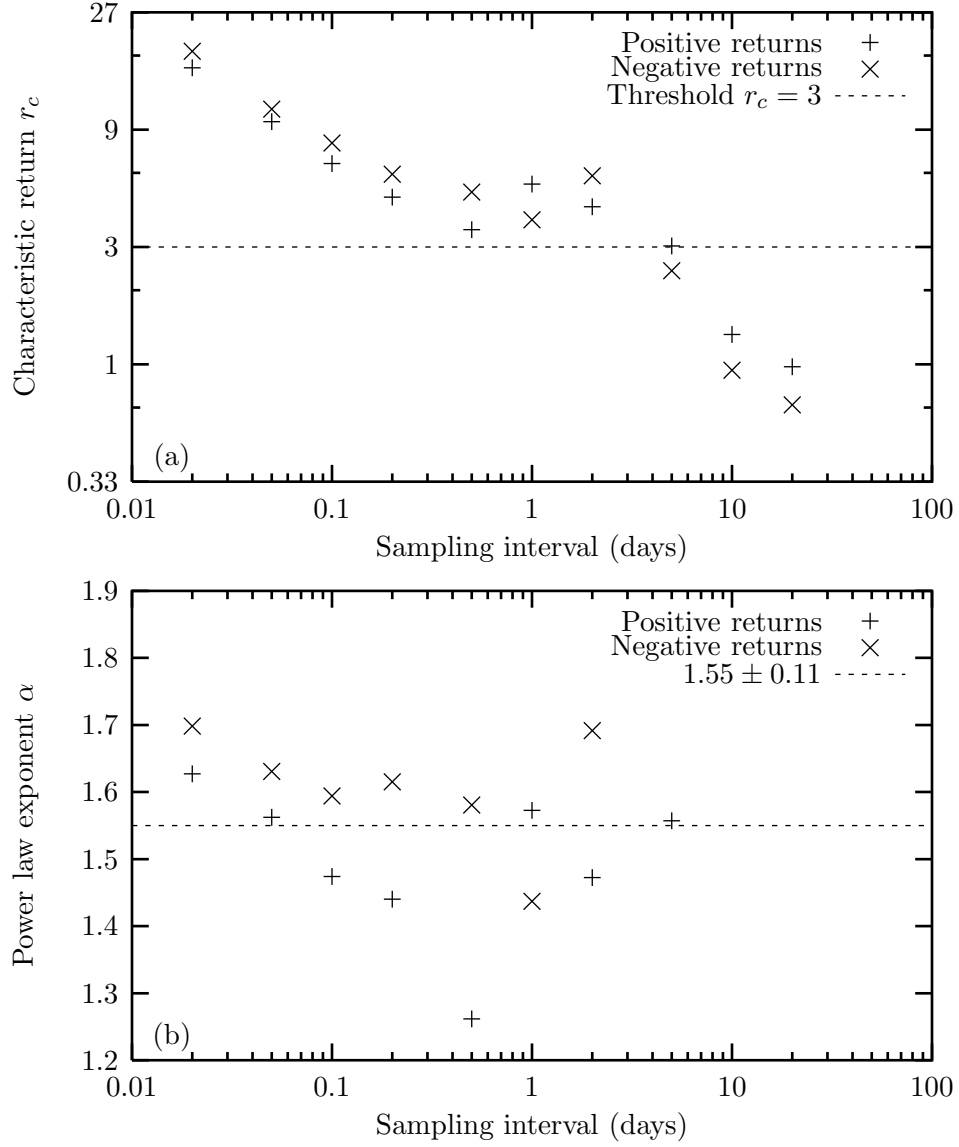 27
9
3
1
0.33
Characteristic return r_c
Positive returns
Negative returns
Threshold r_c = 3
(a)
0.01 0.1 1 10 100
Sampling interval (days)
1.9
1.8
1.7
1.6
1.5
1.4
1.3
1.2
Power law exponent α
Positive returns
Negative returns
1.55 ± 0.11
(b)
0.01 0.1 1 10 100
Sampling interval (days)